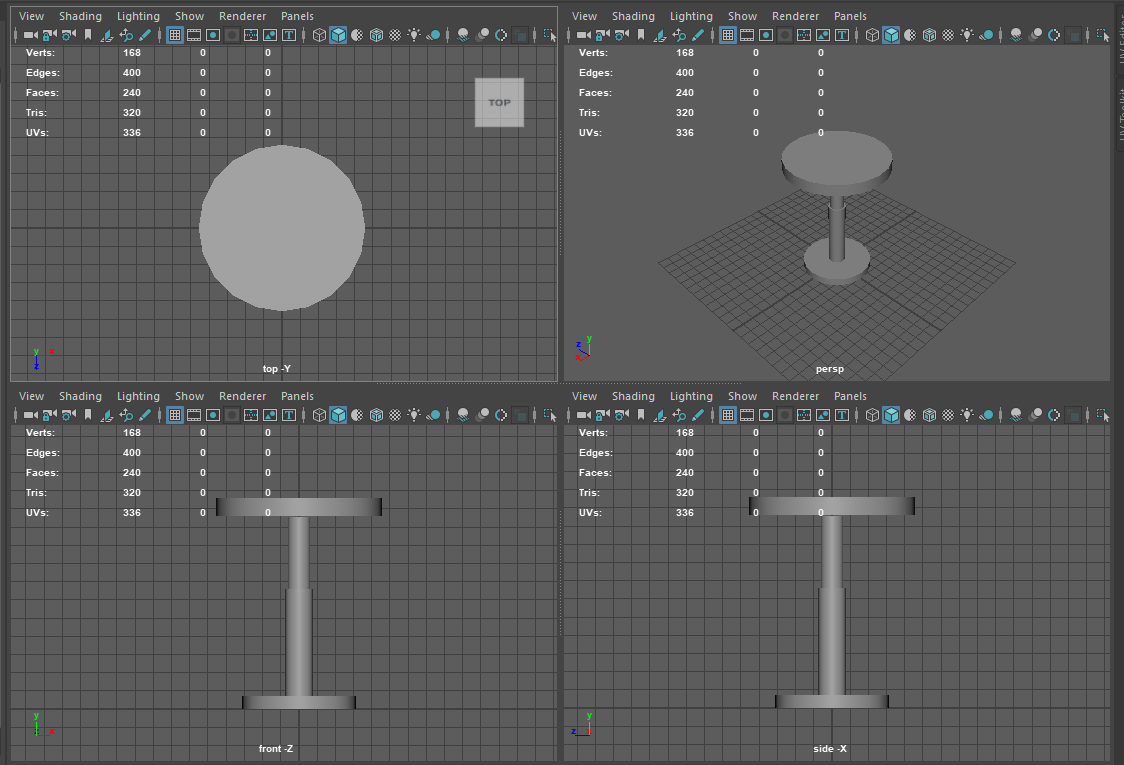 View Shading Lighting Show Renderer Panels
Verts: 168 0 0
Edges: 400 0 0
Faces: 240 0 0
Tris: 320 0 0
UVs: 336 0 0
TOP
y x
z
top -Y
View Shading Lighting Show Renderer Panels
Verts: 168 0 0
Edges: 400 0 0
Faces: 240 0 0
Tris: 320 0 0
UVs: 336 0 0
y
z
x
persp
View Shading Lighting Show Renderer Panels
Verts: 168 0 0
Edges: 400 0 0
Faces: 240 0 0
Tris: 320 0 0
UVs: 336 0 0
y
z x
front -Z
View Shading Lighting Show Renderer Panels
Verts: 168 0 0
Edges: 400 0 0
Faces: 240 0 0
Tris: 320 0 0
UVs: 336 0 0
y
z x
side -X